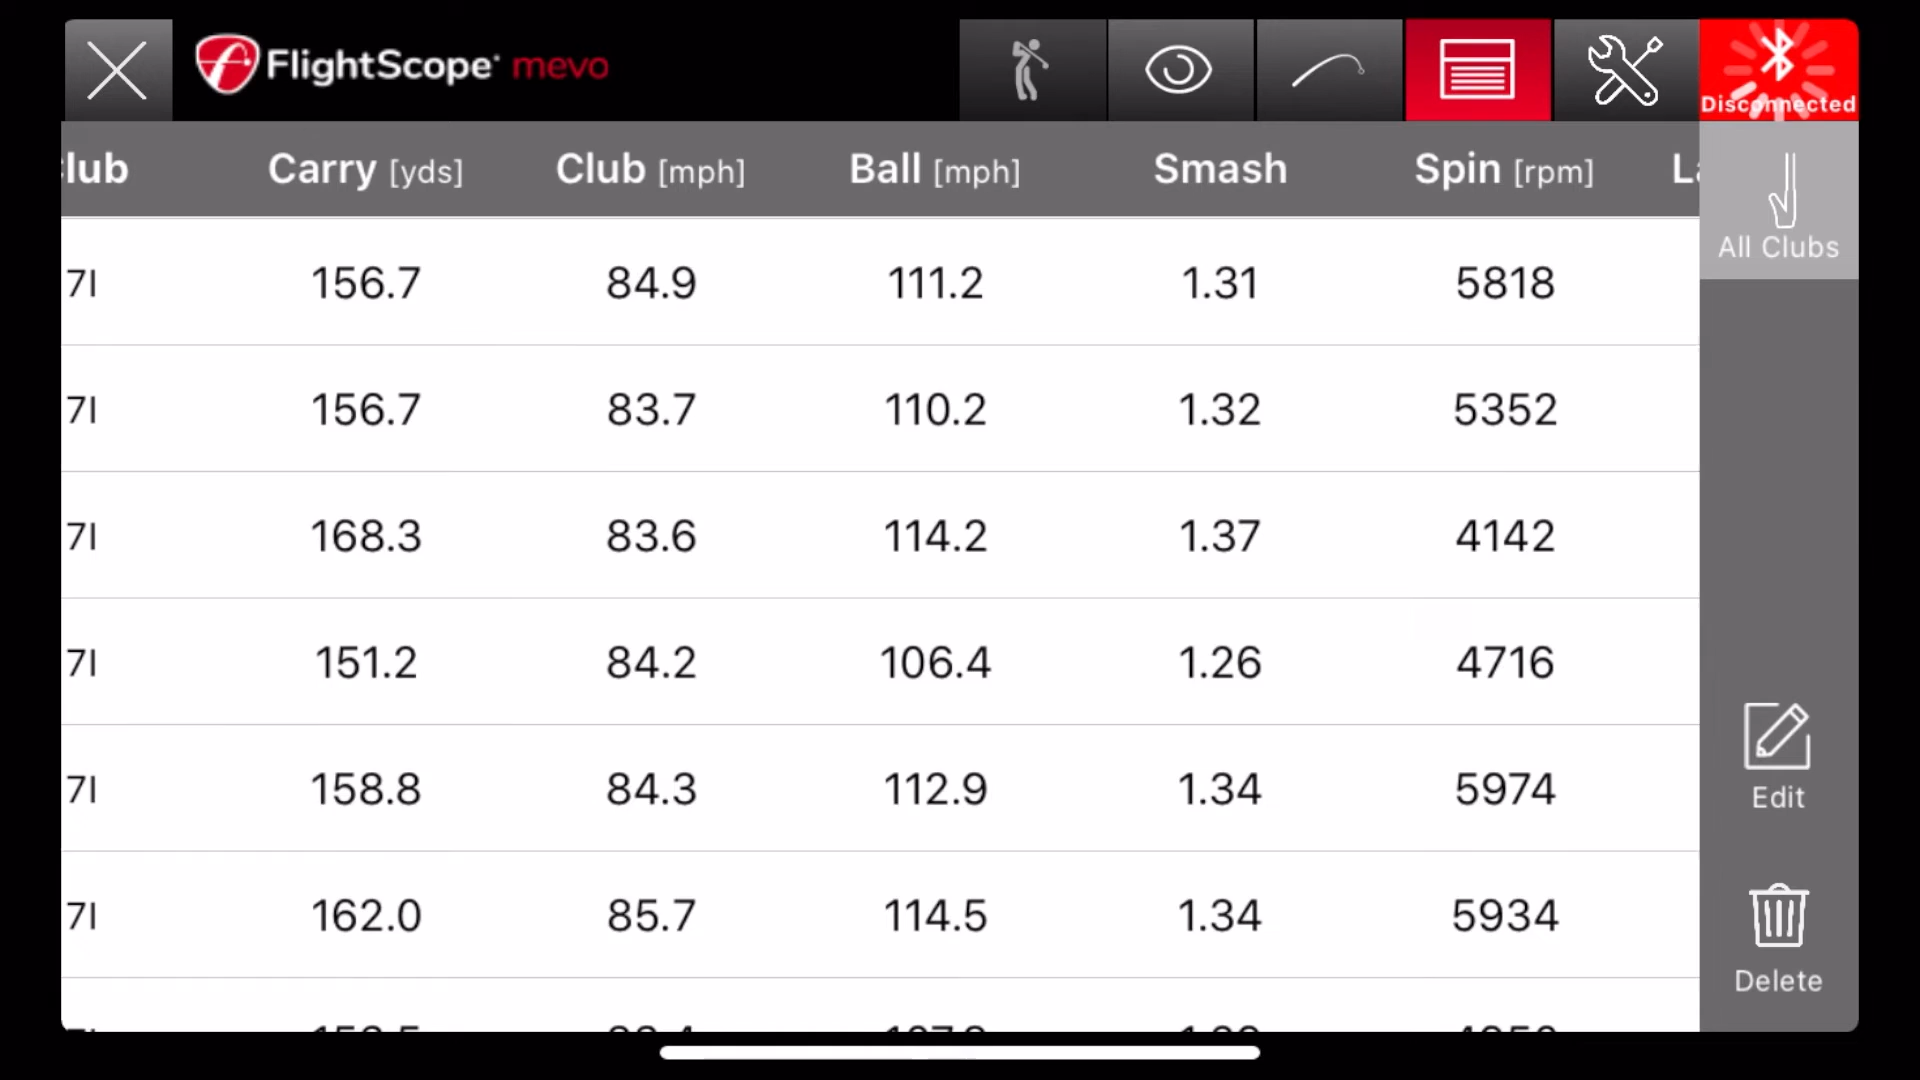 FlightScope® mevo
Disconnected
Club Carry [yds] Club [mph] Ball [mph] Smash Spin [rpm]
All Clubs
7I 156.7 84.9 111.2 1.31 5818
7I 156.7 83.7 110.2 1.32 5352
7I 168.3 83.6 114.2 1.37 4142
7I 151.2 84.2 106.4 1.26 4716
7I 158.8 84.3 112.9 1.34 5974
Edit
7I 162.0 85.7 114.5 1.34 5934
Delete